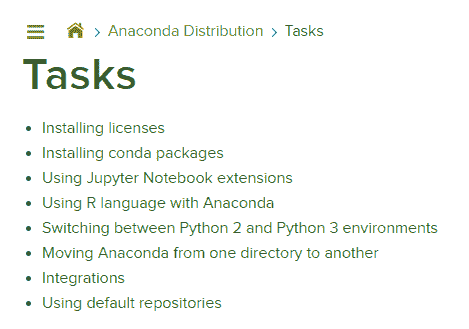 Anaconda Distribution > Tasks
Tasks
Installing licenses
Installing conda packages
Using Jupyter Notebook extensions
Using R language with Anaconda
Switching between Python 2 and Python 3 environments
Moving Anaconda from one directory to another
Integrations
Using default repositories